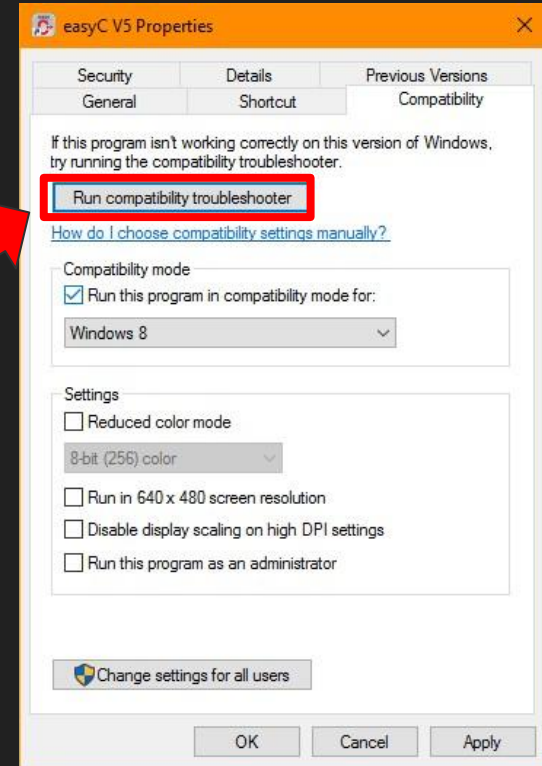 easyC V5 Properties
Security Details Previous Versions
General Shortcut Compatibility
If this program isn't working correctly on this version of Windows,
try running the compatibility troubleshooter.
Run compatibility troubleshooter
How do I choose compatibility settings manually?
Compatibility mode
Run this program in compatibility mode for:
Windows 8
Settings
Reduced color mode
8-bit (256) color
Run in 640 x 480 screen resolution
Disable display scaling on high DPI settings
Run this program as an administrator
Change settings for all users
OK Cancel Apply